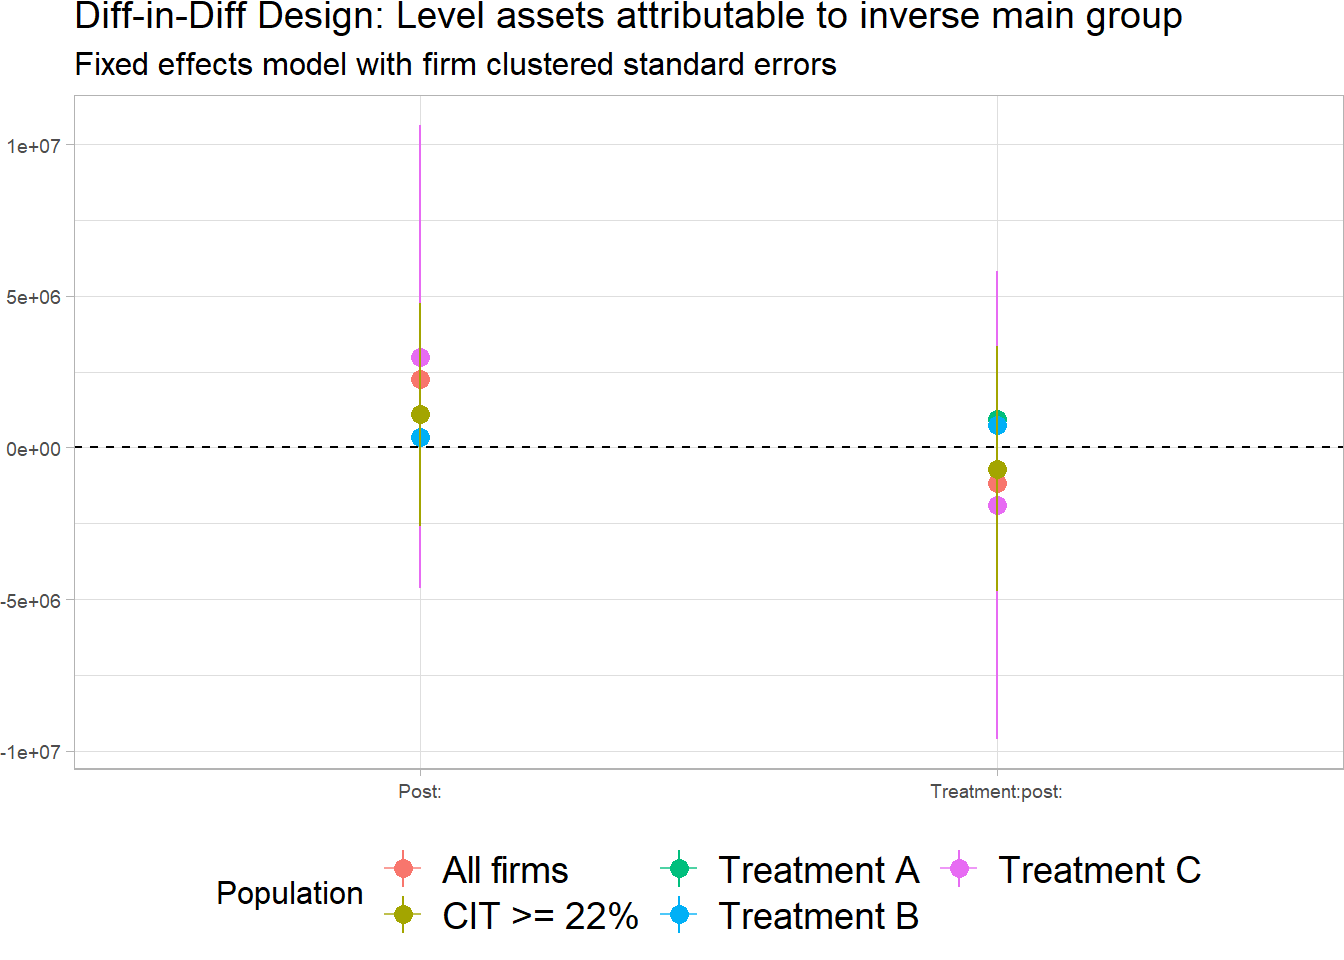 Diff-in-Diff Design: Level assets attributable to inverse main group
Fixed effects model with firm clustered standard errors
1e+07
5e+06
0e+00
-5e+06
-1e+07
Post:
Treatment:post:
Population
All firms
Treatment A
Treatment C
CIT >= 22%
Treatment B